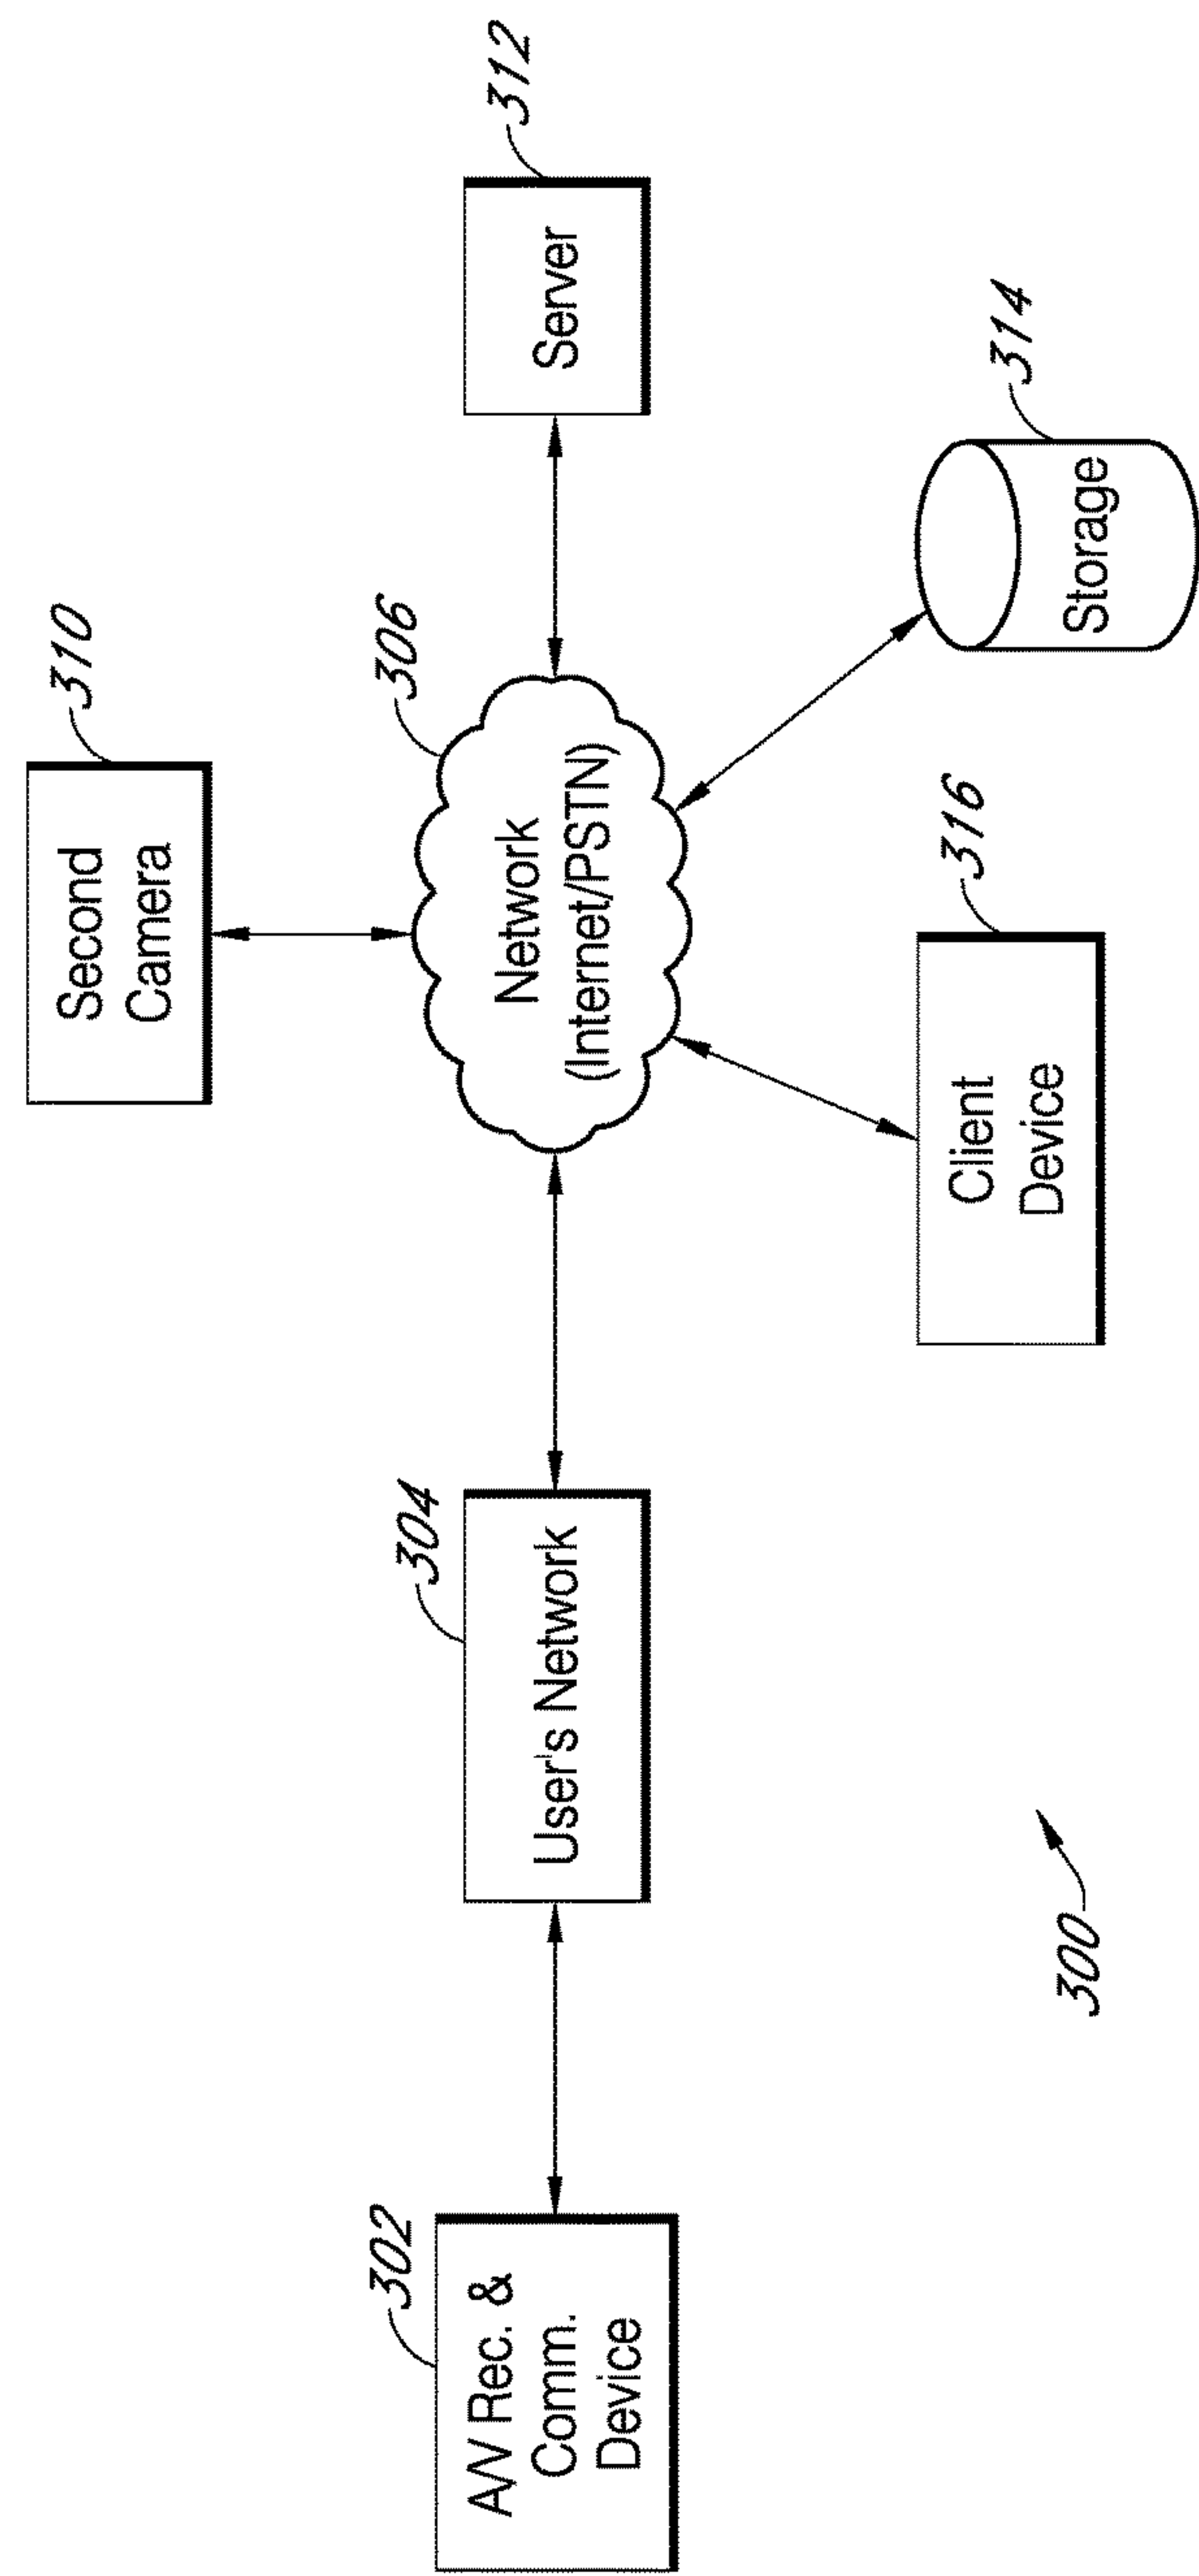 310
Second
Camera
302
A/V Rec. &
Comm.
Device
304
User's Network
306
Network
(Internet/PSTN)
312
Server
300
316
Client
Device
314
Storage